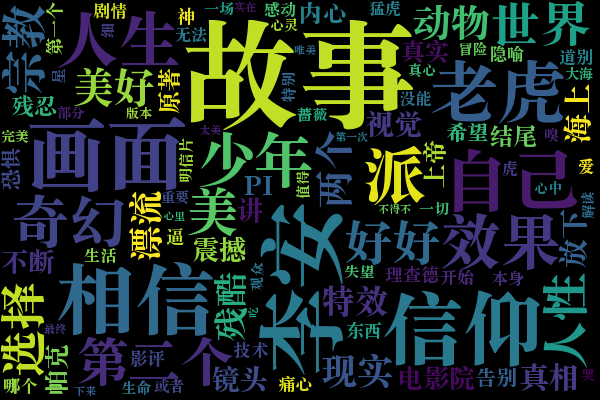 宗教
第二个
剧情
人生
细
神
一场
实在
感动
无法
心灵
故事
内心
猛虎
动物
世界
真实
冒险
隐喻
真心
道别
大海
星
残忍
部分
美好
版本
原著
特别
唯美
蔷薇
视觉
没能
老虎
希望
结尾
嗅
海上
完美
恐惧
画面
明信片
太美
少年
第一次
两个
派
上帝
自己
虎
心中
爱
解读
奇幻
漂流
重要
心里
逼
美
PI
讲
值得
不得不
一切
放下
不断
生活
震撼
李安
好好
效果
观众
失望
理查德
开始
本身
人性
选择
相信
残酷
吃
特效
东西
信仰
最终
第三个
影评
技术
哪个
帕克
下来
生命
或者
镜头
痛心
现实
电影院
告别
真相
哭